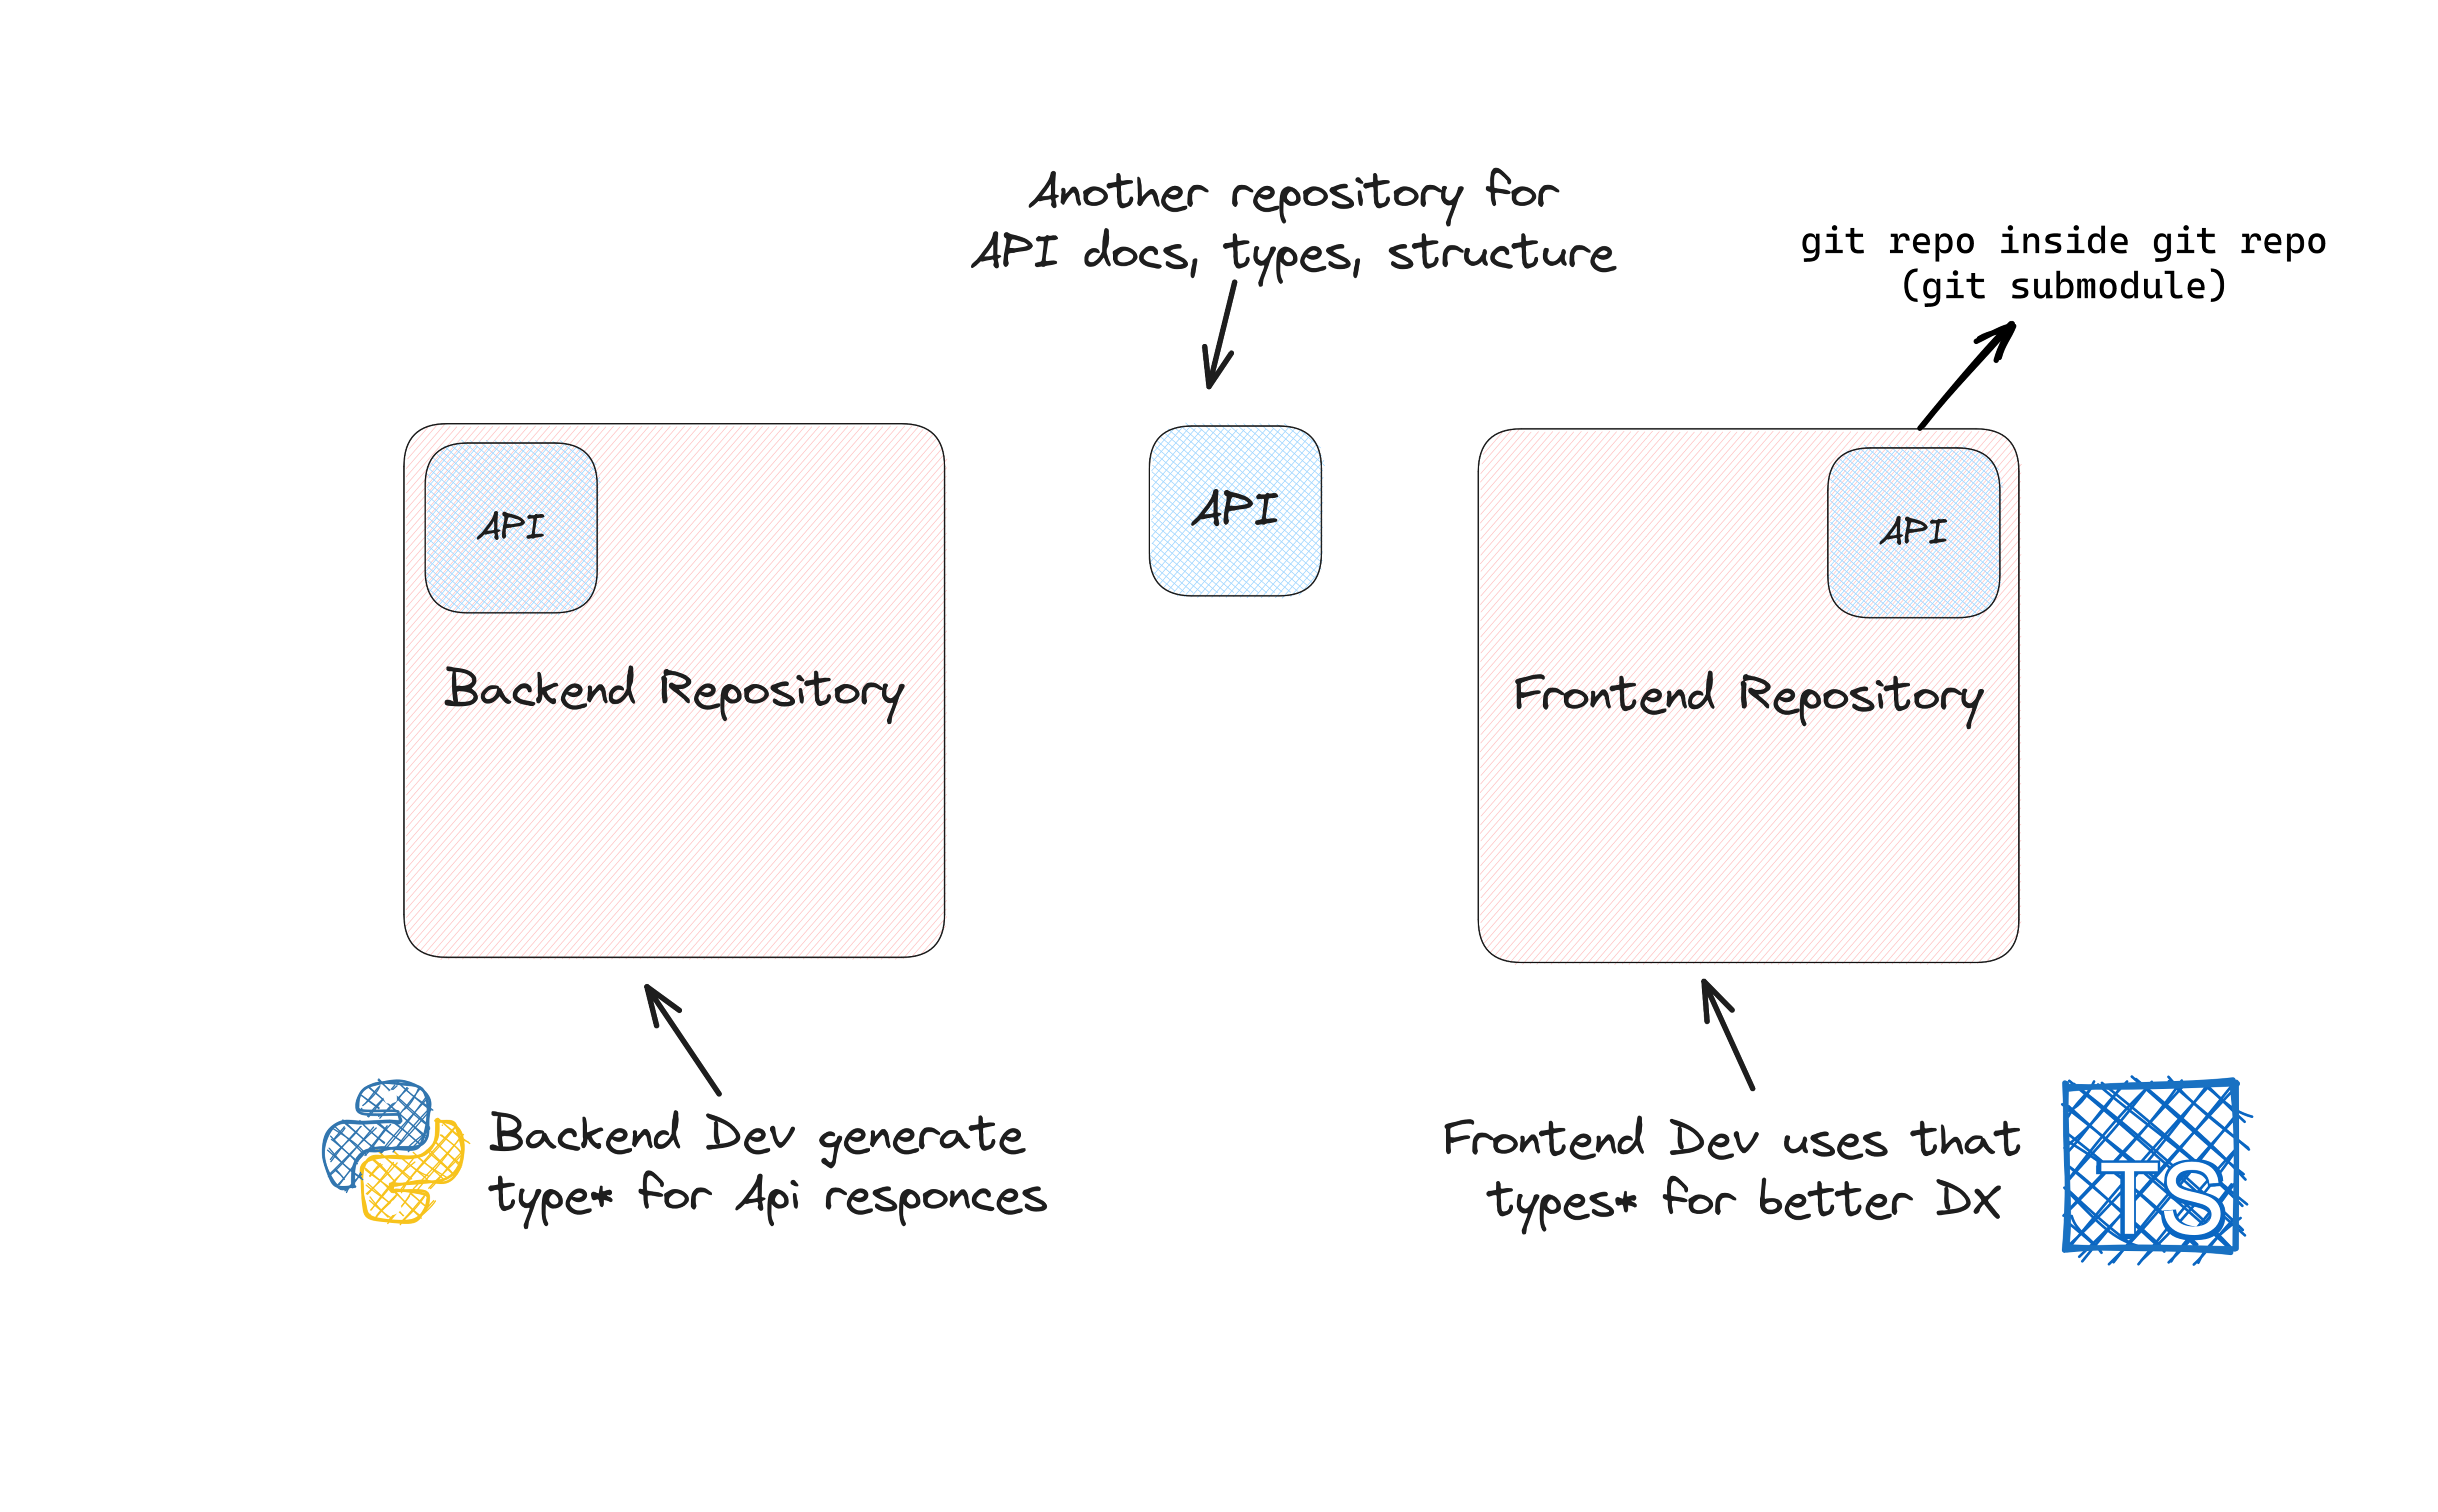 Another repository for
API docs, types, structure
git repo inside git repo
(git submodule)
API
API
API
Backend Repository
Frontend Repository
Backend Dev generate
type* for Api responces
Frontend Dev uses that
types* for better DX
TS